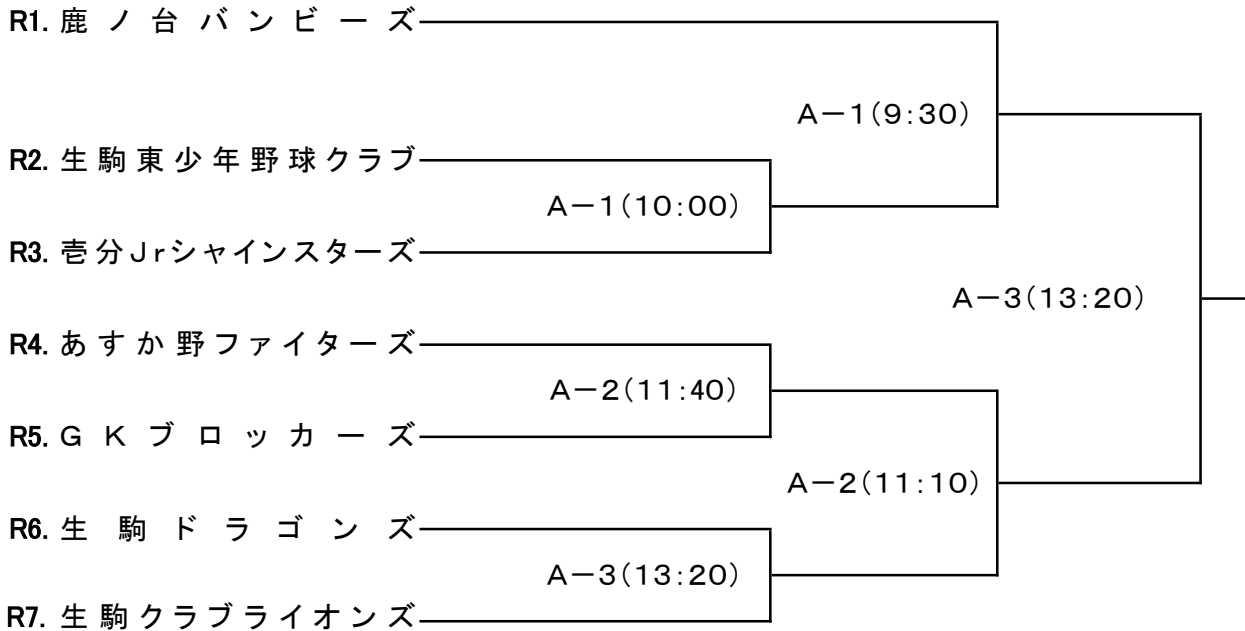 R1. 鹿ノ台バンビーズ
A－1(9:30)
R2. 生駒東少年野球クラブ
A－1(10:00)
R3. 壱分Jrシャインスターズ
A－3(13:20)
R4. あすか野ファイターズ
A－2(11:40)
R5. GKブロッカーズ
A－2(11:10)
R6. 生駒ドラゴンズ
A－3(13:20)
R7. 生駒クラブライオンズ